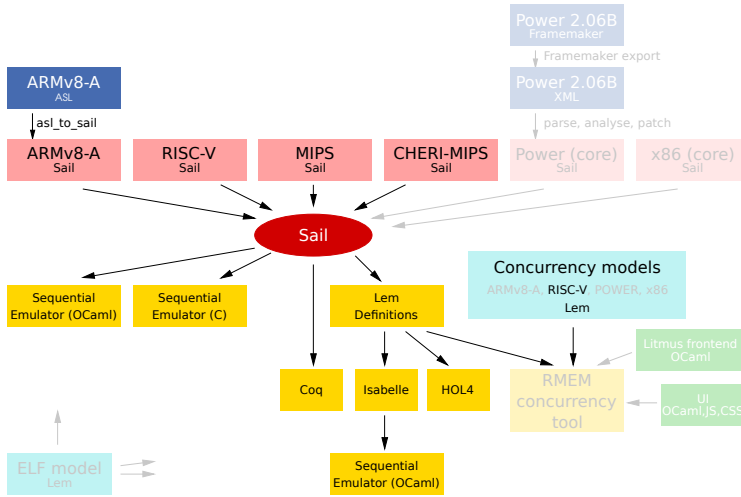 Power 2.06B
Framemaker
Framemaker export
ARMv8-A
ASL
Power 2.06B
XML
asl_to_sail
parse, analyse, patch
ARMv8-A
Sail
RISC-V
Sail
MIPS
Sail
CHERI-MIPS
Sail
Power (core)
Sail
x86 (core)
Sail
Sail
Concurrency models
ARMv8-A, RISC-V, POWER, x86
Lem
Sequential
Emulator (OCaml)
Sequential
Emulator (C)
Lem
Definitions
Litmus frontend
OCaml
Coq
Isabelle
HOL4
RMEM
concurrency
tool
UI
OCaml,JS,CSS
ELF model
Lem
Sequential
Emulator (OCaml)